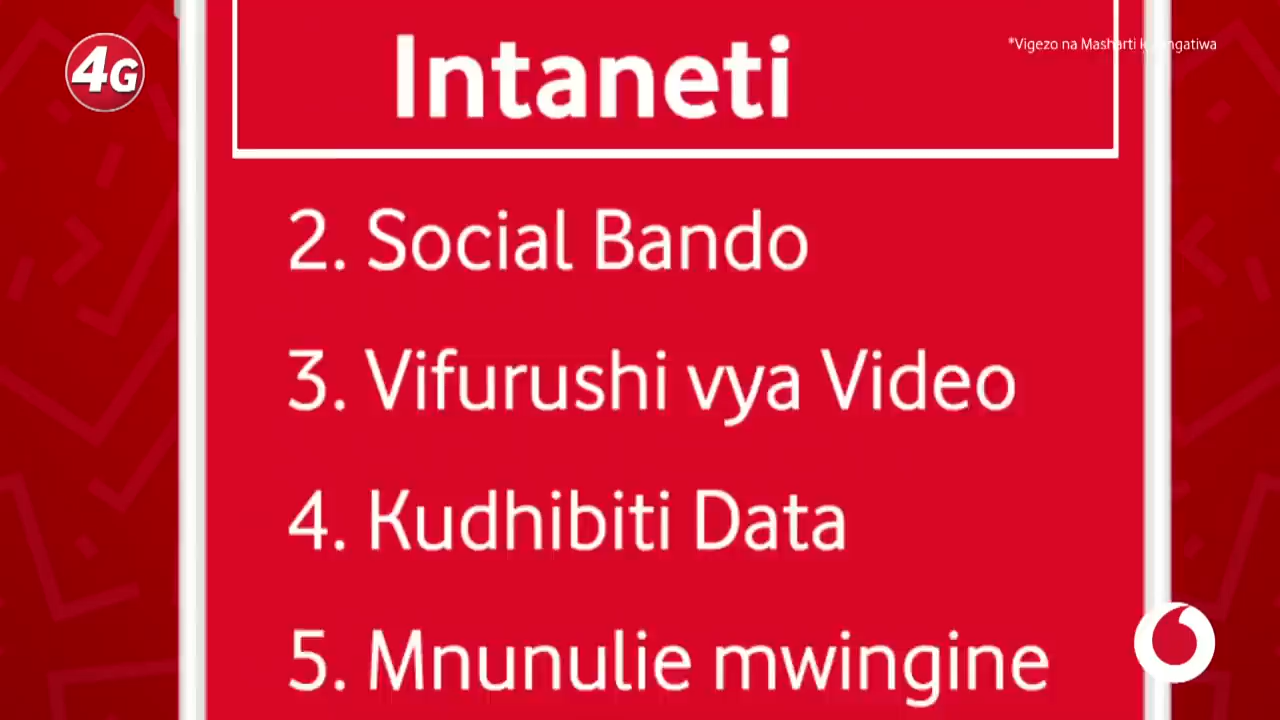 4G
*Vigezo na Masharti
Intaneti
2. Social Bando
3. Vifurushi vya Video
4. Kudhibiti Data
5. Mnunulie mwingine